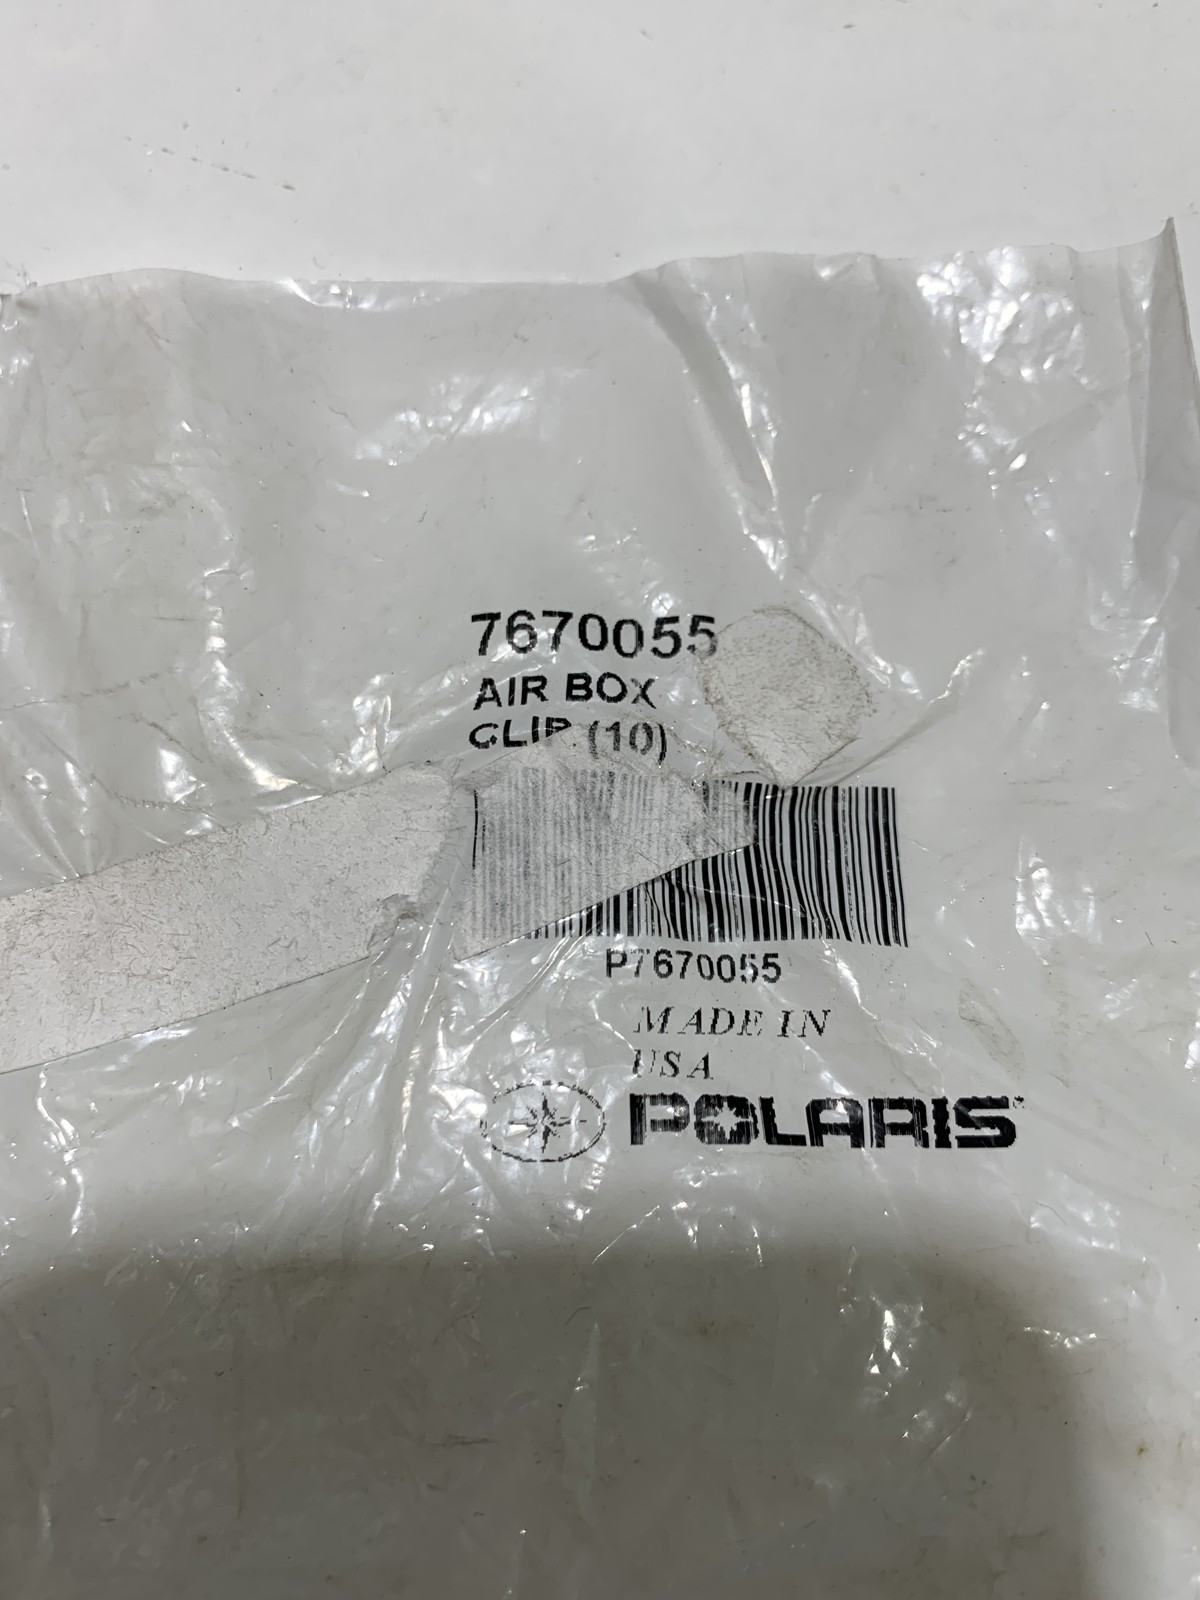 7670055
AIR BOX
CLIP (10)
P7670055
MADE IN
USA
POLARIS